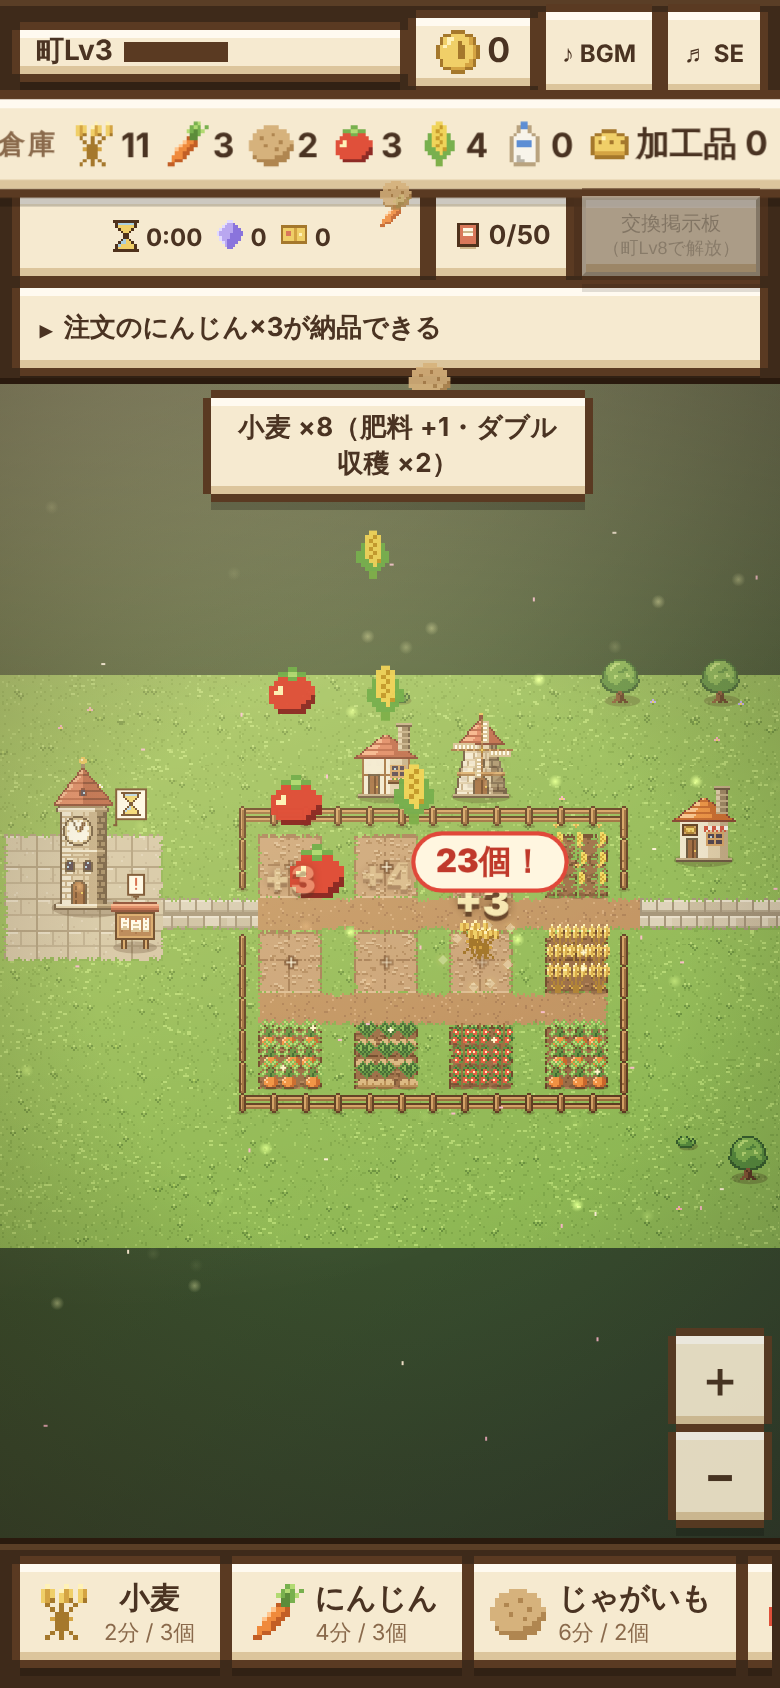 町Lv3
0
♪ BGM
♬ SE
倉庫 11 3 2 3 4 0 加工品 0
0:00 0 0
0/50
交換掲示板
（町Lv8で解放）
▶ 注文のにんじん×3が納品できる
小麦 ×8（肥料 +1・ダブル
収穫 ×2）
23個！
+3 +4
+3
!
小麦
2分 / 3個
にんじん
4分 / 3個
じゃがいも
6分 / 2個
+
−